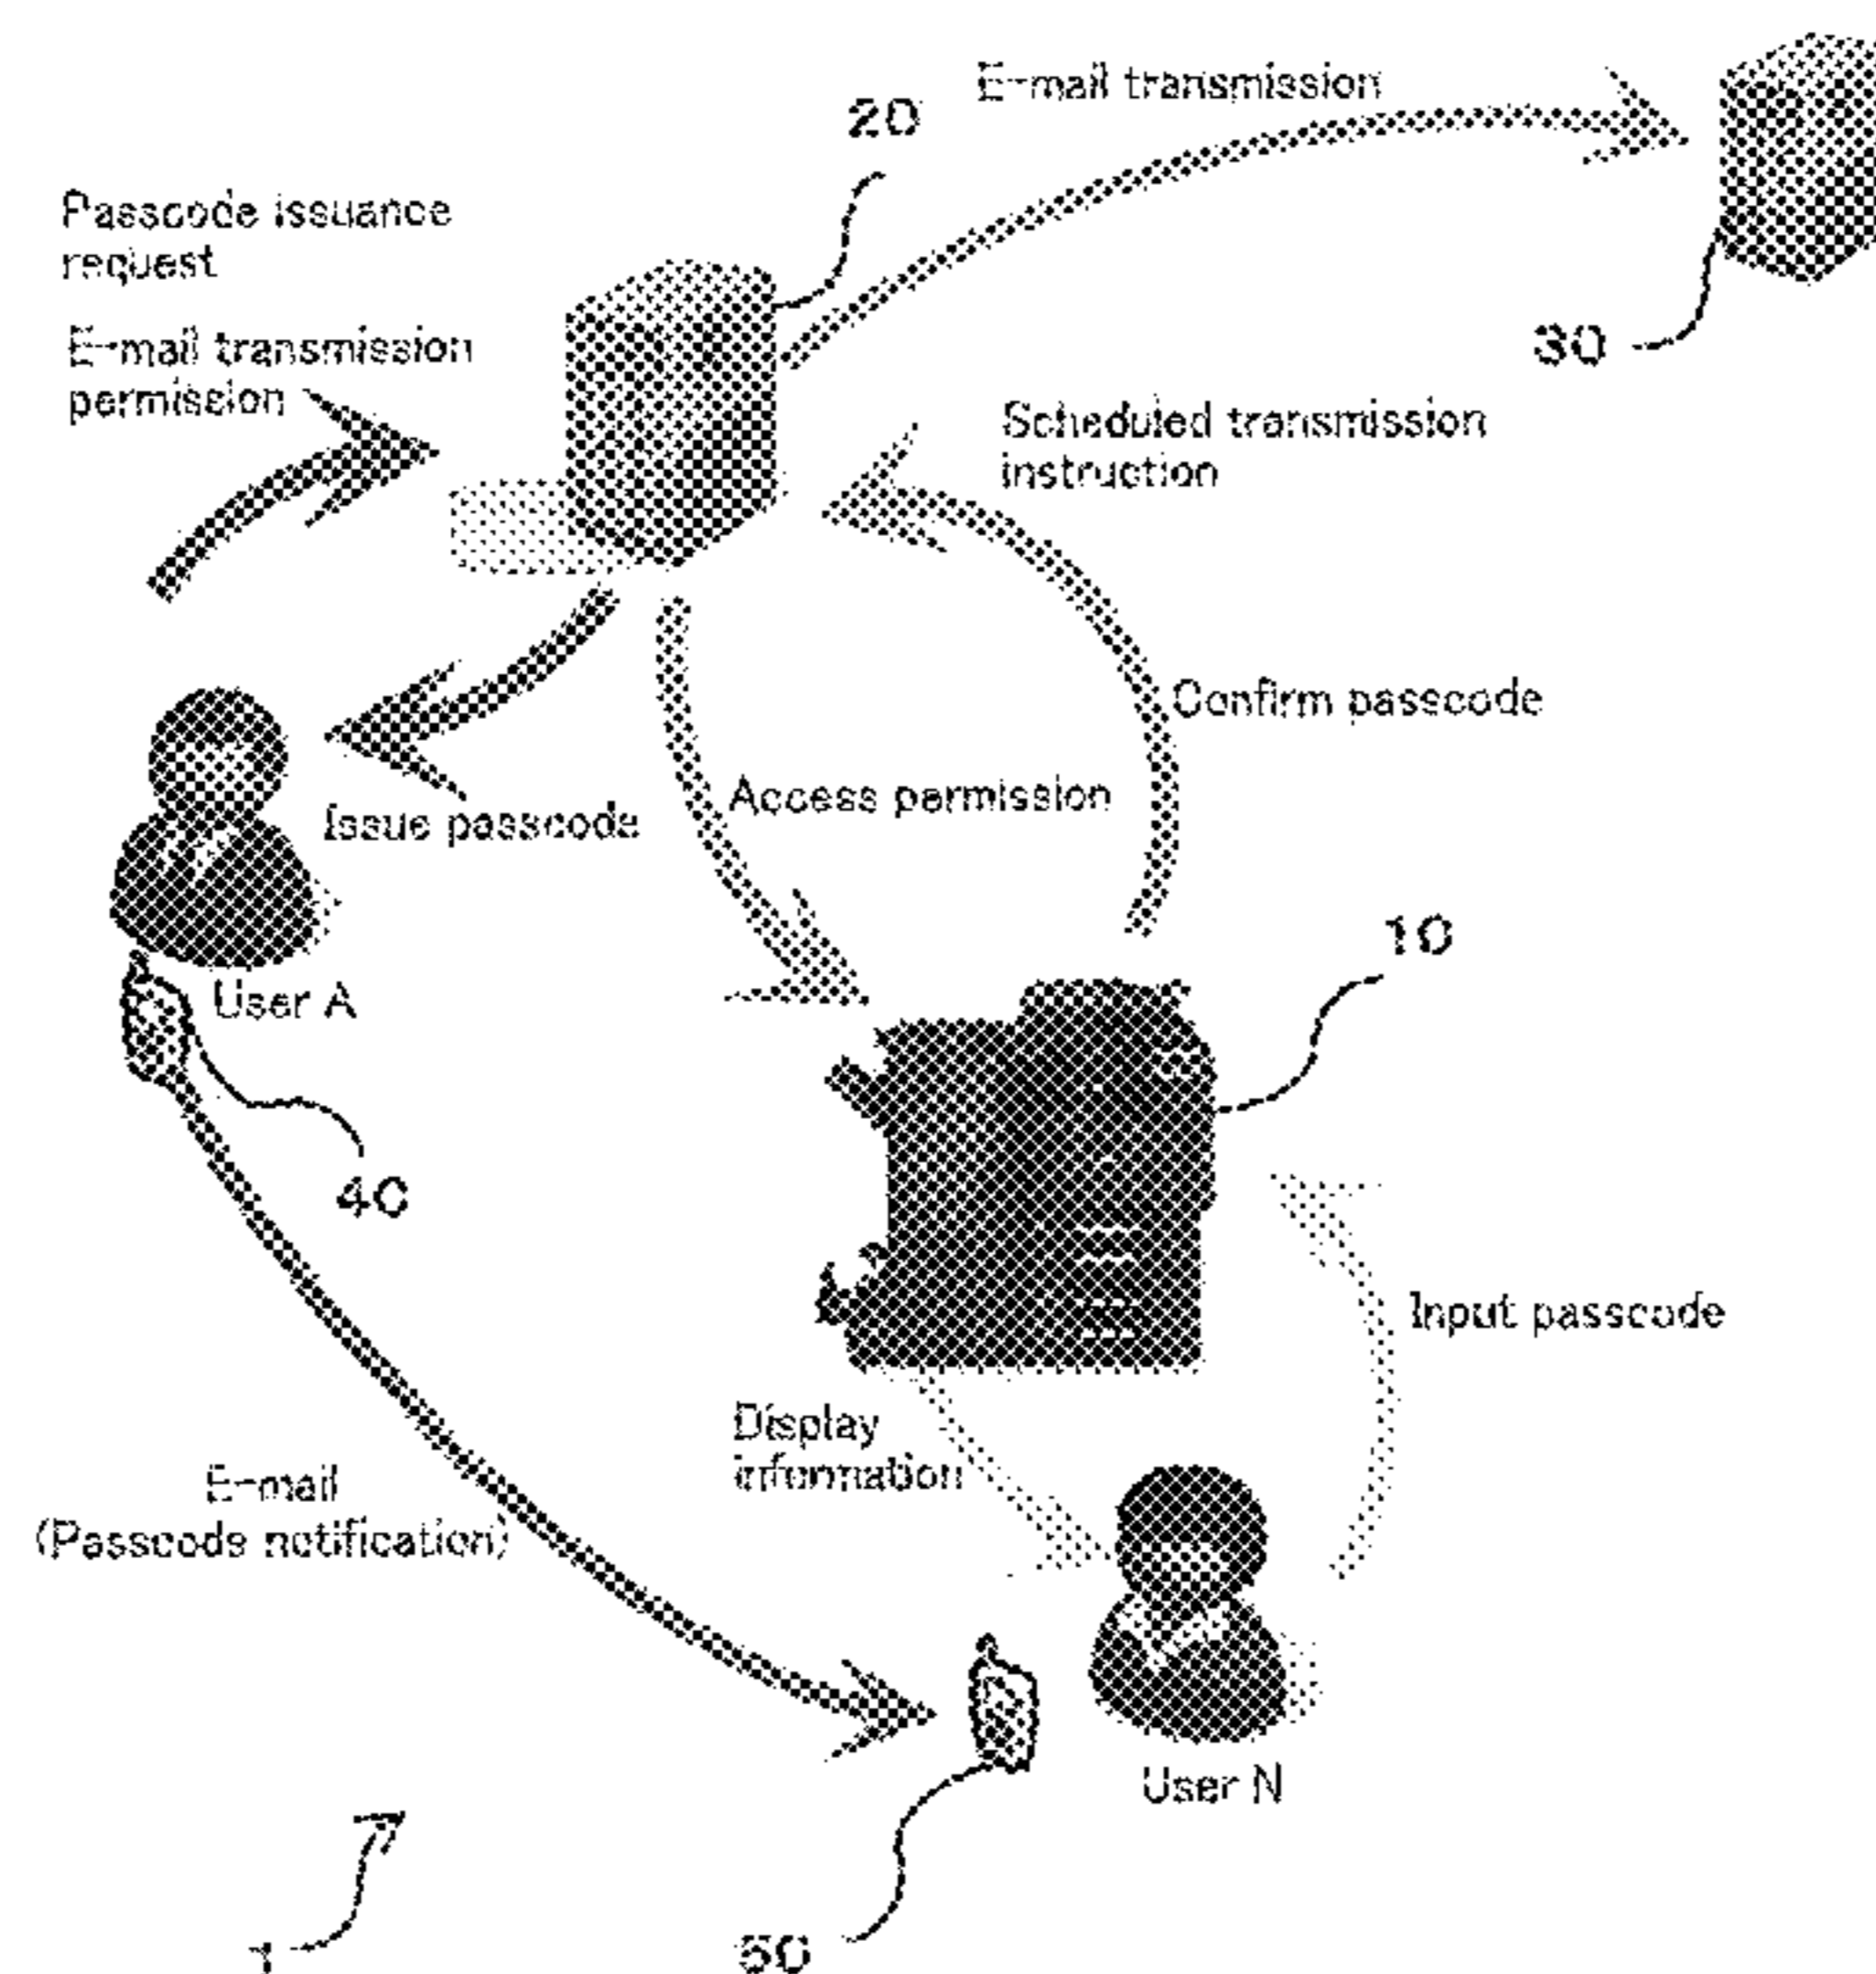 E-mail transmission
20
Passcode issuance
request
30
E-mail transmission
permission
Scheduled transmission
instruction
Confirm passcode
Access permission
Issue passcode
10
User A
40
Input passcode
Display
information
E-mail
(Passcode notification)
User N
1
50